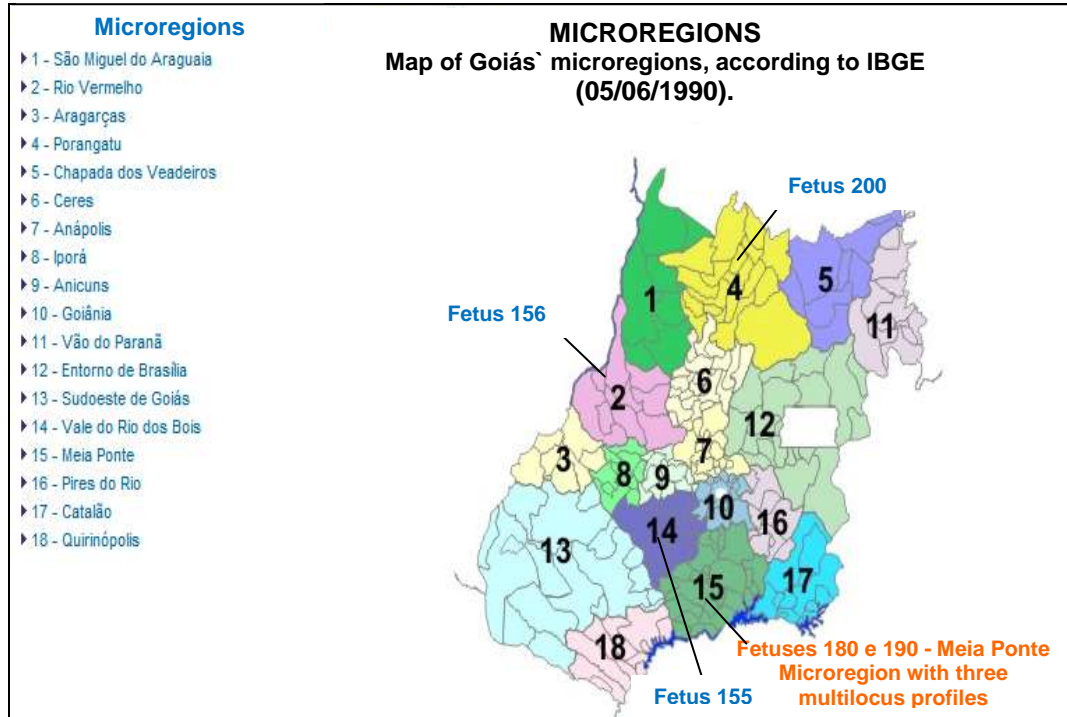 Microregions
1 - São Miguel do Araguaia
2 - Rio Vermelho
3 - Aragarças
4 - Porangatu
5 - Chapada dos Veadeiros
6 - Ceres
7 - Anápolis
8 - Iporá
9 - Anicuns
10 - Goiânia
11 - Vão do Paranã
12 - Entorno de Brasília
13 - Sudoeste de Goiás
14 - Vale do Rio dos Bois
15 - Meia Ponte
16 - Pires do Rio
17 - Catalão
18 - Quirinópolis
MICROREGIONS
Map of Goiás` microregions, according to IBGE
(05/06/1990).
Fetus 200
Fetus 156
1
4
5
11
2
6
12
3
8
9
7
10
13
14
16
15
17
18
Fetuses 180 e 190 - Meia Ponte
Microregion with three
multilocus profiles
Fetus 155